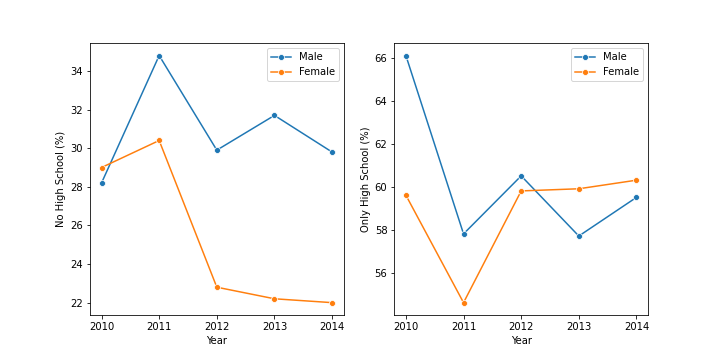 No High School (%)
34
32
30
28
26
24
22
Male
Female
2010 2011 2012 2013 2014
Year
Only High School (%)
66
64
62
60
58
56
Male
Female
2010 2011 2012 2013 2014
Year